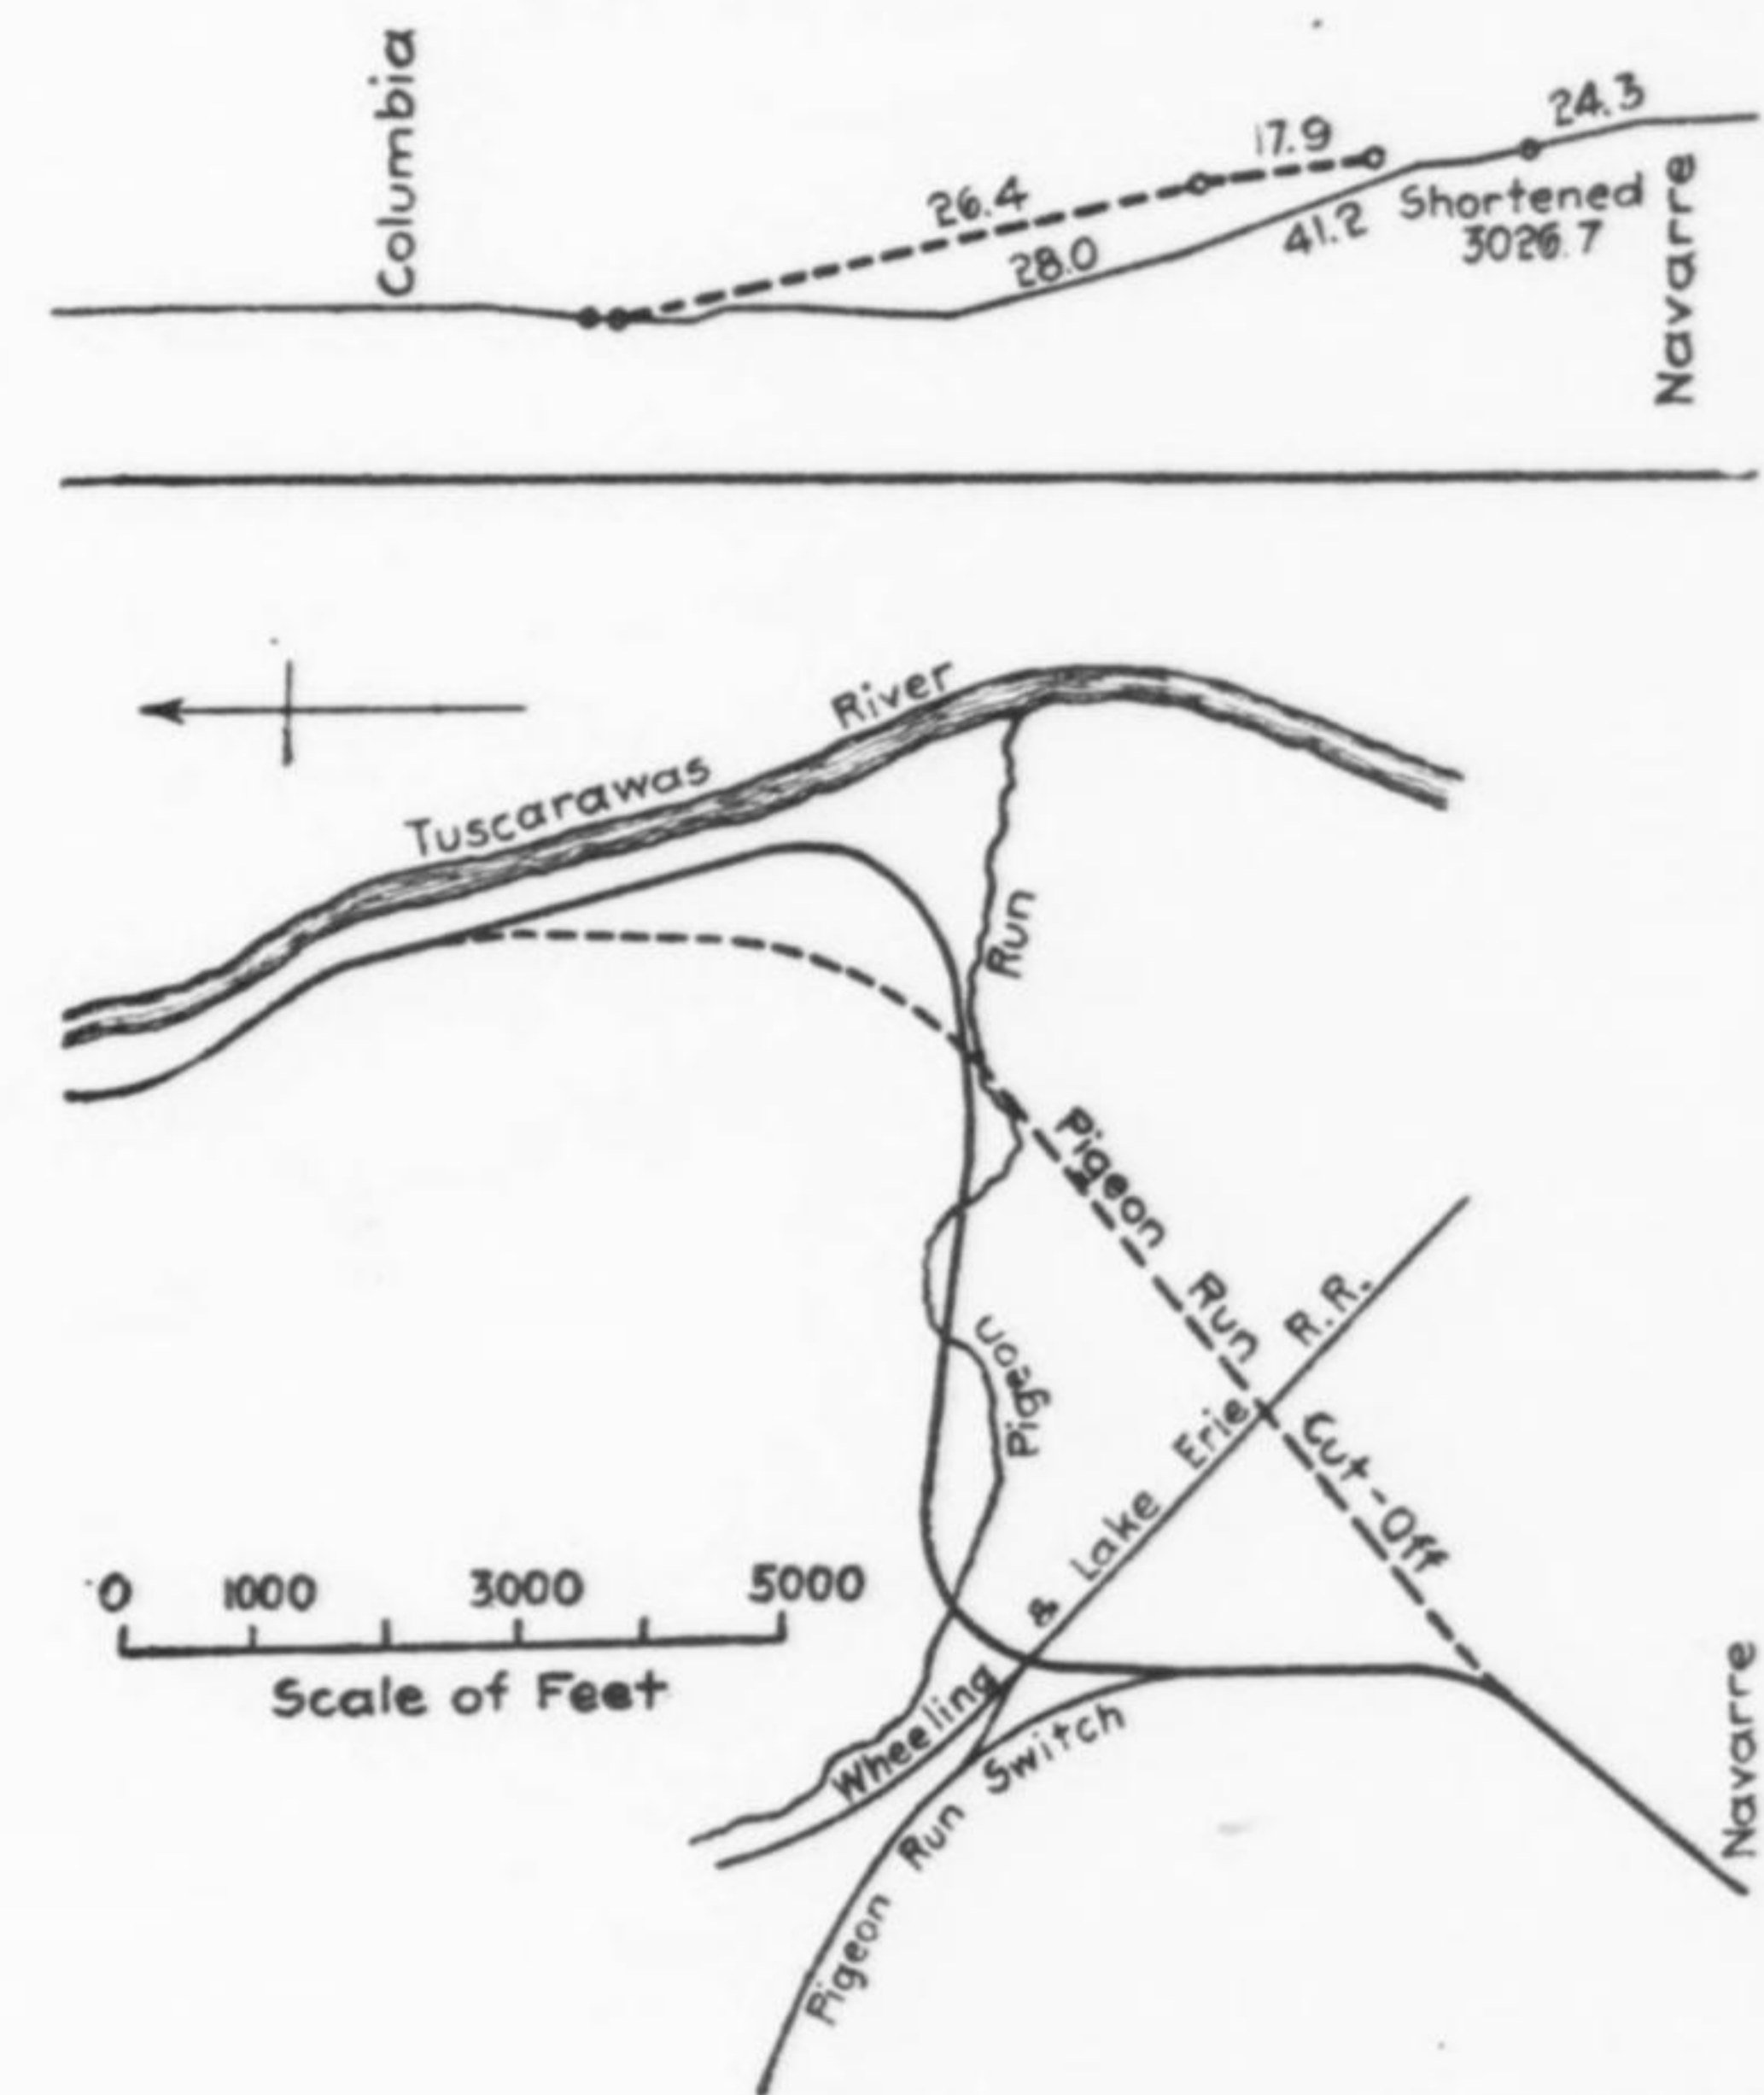 Columbia
26.4
17.9
24.3
28.0
41.2
Shortened
3026.7
Navarre
Tuscarawas River
Run
Pigeon
Pigeon Run Cut-Off
Wheeling & Lake Erie R.R.
0 1000 3000 5000
Scale of Feet
Pigeon Run Switch
Navarre